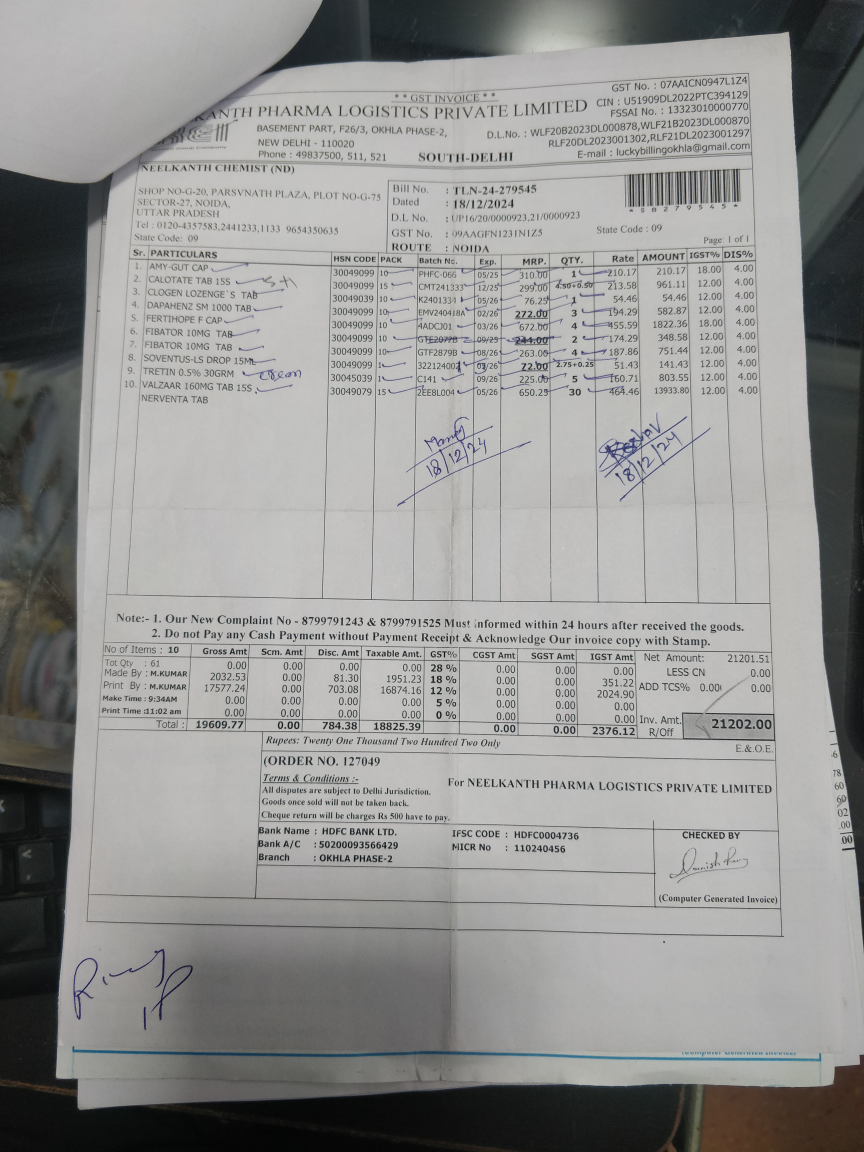 * * GST INVOICE * *
KANTH PHARMA LOGISTICS PRIVATE LIMITED
BASEMENT PART, F26/3, OKHLA PHASE-2,
NEW DELHI - 110020
Phone : 49837500, 511, 521
SOUTH-DELHI
GST No. : 07AAICN0947L1Z4
CIN : U51909DL2022PTC394129
FSSAI No. : 13323010000770
D.L.No. : WLF20B2023DL000878,WLF21B2023DL000870
RLF20DL2023001302,RLF21DL2023001297
E-mail : luckybillingokhla@gmail.com
NEELKANTH CHEMIST (ND)
SHOP NO-G-20, PARSVNATH PLAZA, PLOT NO-G-75
SECTOR-27, NOIDA,
UTTAR PRADESH
Tel : 0120-4357583,2441233,1133 9654350635
State Code: 09
Bill No. : TLN-24-279545
Dated : 18/12/2024
D.L No. : UP16/20/0000923,21/0000923
GST No. : 09AAGFN1231N1Z5
State Code : 09
ROUTE : NOIDA
* S 8 2 7 9 5 4 5 *
Page: 1 of 1
Sr. PARTICULARS HSN CODE PACK Batch No. Exp. MRP. QTY. Rate AMOUNT IGST% DIS%
1. AMY-GUT CAP 30049099 10 PHFC-066 05/25 310.00 1 210.17 210.17 18.00 4.00
2. CALOTATE TAB 15S 30049099 15 CMT241333 12/25 299.00 4.50+0.50 213.58 961.11 12.00 4.00
3. CLOGEN LOZENGE`S TAB 30049039 10 K2401334 05/26 76.25 1 54.46 54.46 12.00 4.00
4. DAPAHENZ SM 1000 TAB 30049099 10 EMV240418A 02/26 272.00 3 194.29 582.87 12.00 4.00
5. FERTIHOPE F CAP 30049099 10 4ADCJ01 03/26 672.00 4 455.59 1822.36 18.00 4.00
6. FIBATOR 10MG TAB 30049099 10 GTE2077B 09/25 244.00 2 174.29 348.58 12.00 4.00
7. FIBATOR 10MG TAB 30049099 10 GTF2879B 08/26 263.00 4 187.86 751.44 12.00 4.00
8. SOVENTUS-LS DROP 15ML 30049099 1 322124002 03/26 72.00 2.75+0.25 51.43 141.43 12.00 4.00
9. TRETIN 0.5% 30GRM cream 30045039 1 C141 09/26 225.00 5 160.71 803.55 12.00 4.00
10. VALZAAR 160MG TAB 15S 30049079 15 2EE8L004 05/26 650.25 30 464.46 13933.80 12.00 4.00
NERVENTA TAB
18/12/24
18/12/24
Note:- 1. Our New Complaint No - 8799791243 & 8799791525 Must informed within 24 hours after received the goods.
2. Do not Pay any Cash Payment without Payment Receipt & Acknowledge Our invoice copy with Stamp.
No of Items : 10 Gross Amt Scm. Amt Disc. Amt Taxable Amt. GST% CGST Amt SGST Amt IGST Amt Net Amount: 21201.51
Tot Qty : 61 0.00 0.00 0.00 0.00 28 % 0.00 0.00 0.00 LESS CN 0.00
Made By : M.KUMAR 2032.53 0.00 81.30 1951.23 18 % 0.00 0.00 351.22 ADD TCS% 0.00 0.00
Print By : M.KUMAR 17577.24 0.00 703.08 16874.16 12 % 0.00 0.00 2024.90
Make Time : 9:34AM 0.00 0.00 0.00 0.00 5 % 0.00 0.00 0.00
Print Time :11:02 am 0.00 0.00 0.00 0.00 0 % 0.00 0.00 0.00 Inv. Amt. 21202.00
Total : 19609.77 0.00 784.38 18825.39 0.00 0.00 2376.12 R/Off
E.&O.E.
Rupees: Twenty One Thousand Two Hundred Two Only
(ORDER NO. 127049
Terms & Conditions :-
All disputes are subject to Delhi Jurisdiction.
Goods once sold will not be taken back.
Cheque return will be charges Rs 500 have to pay.
For NEELKANTH PHARMA LOGISTICS PRIVATE LIMITED
Bank Name : HDFC BANK LTD. IFSC CODE : HDFC0004736
Bank A/C : 50200093566429 MICR No : 110240456
Branch : OKHLA PHASE-2
CHECKED BY
(Computer Generated Invoice)
(Computer Generated Invoice)